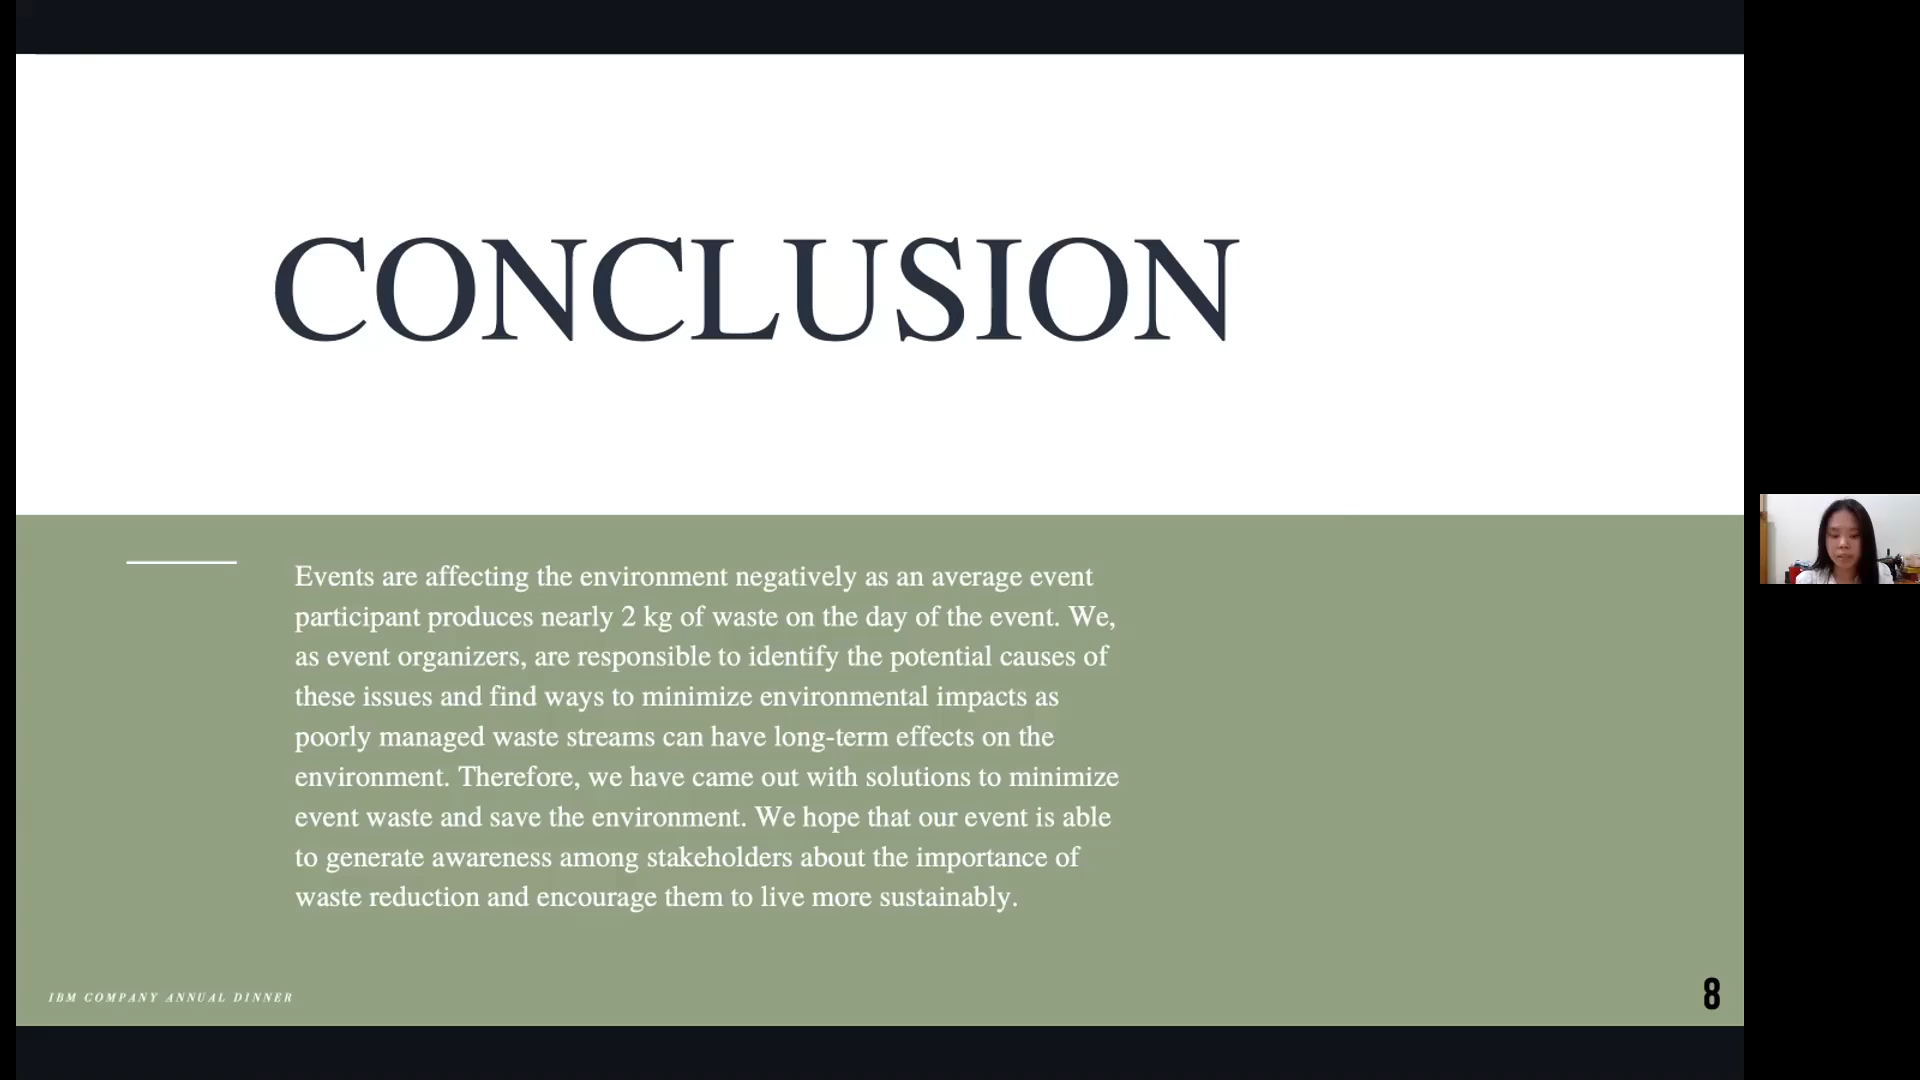 CONCLUSION
Events are affecting the environment negatively as an average event
participant produces nearly 2 kg of waste on the day of the event. We,
as event organizers, are responsible to identify the potential causes of
these issues and find ways to minimize environmental impacts as
poorly managed waste streams can have long-term effects on the
environment. Therefore, we have came out with solutions to minimize
event waste and save the environment. We hope that our event is able
to generate awareness among stakeholders about the importance of
waste reduction and encourage them to live more sustainably.
IBM COMPANY ANNUAL DINNER
8